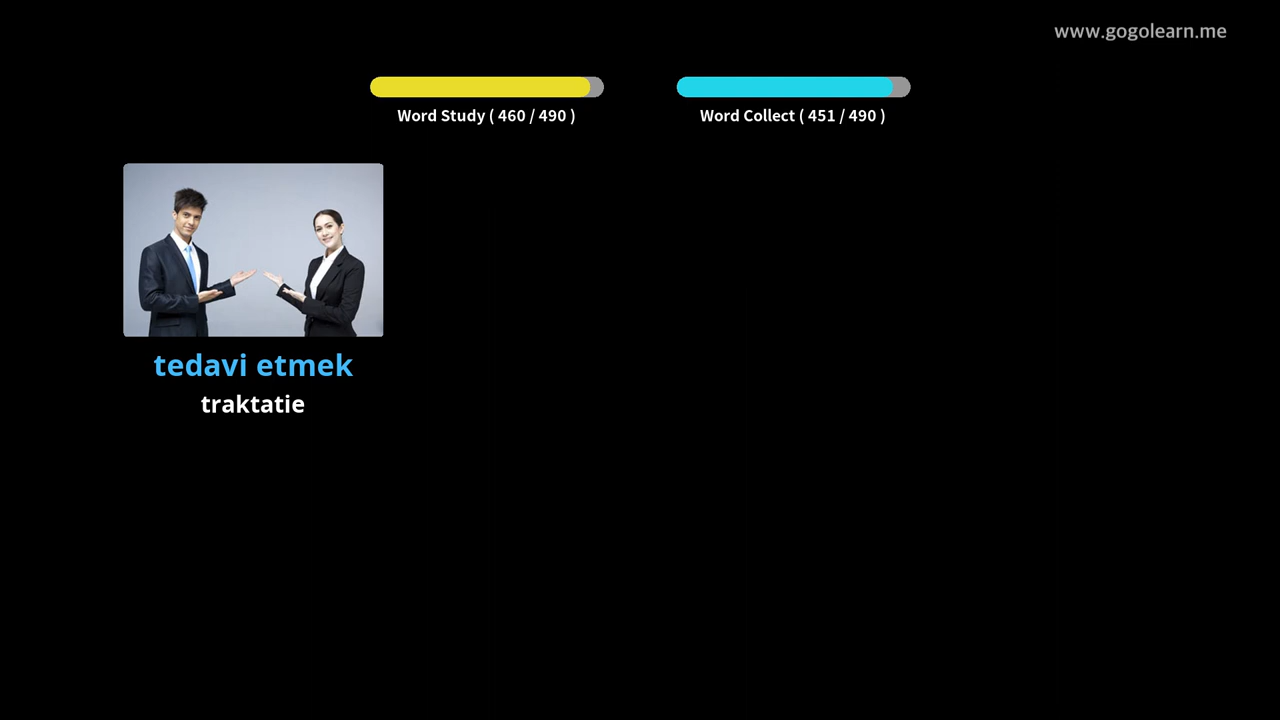 www.gogolearn.me
Word Study ( 460 / 490 )
Word Collect ( 451 / 490 )
tedavi etmek
traktatie